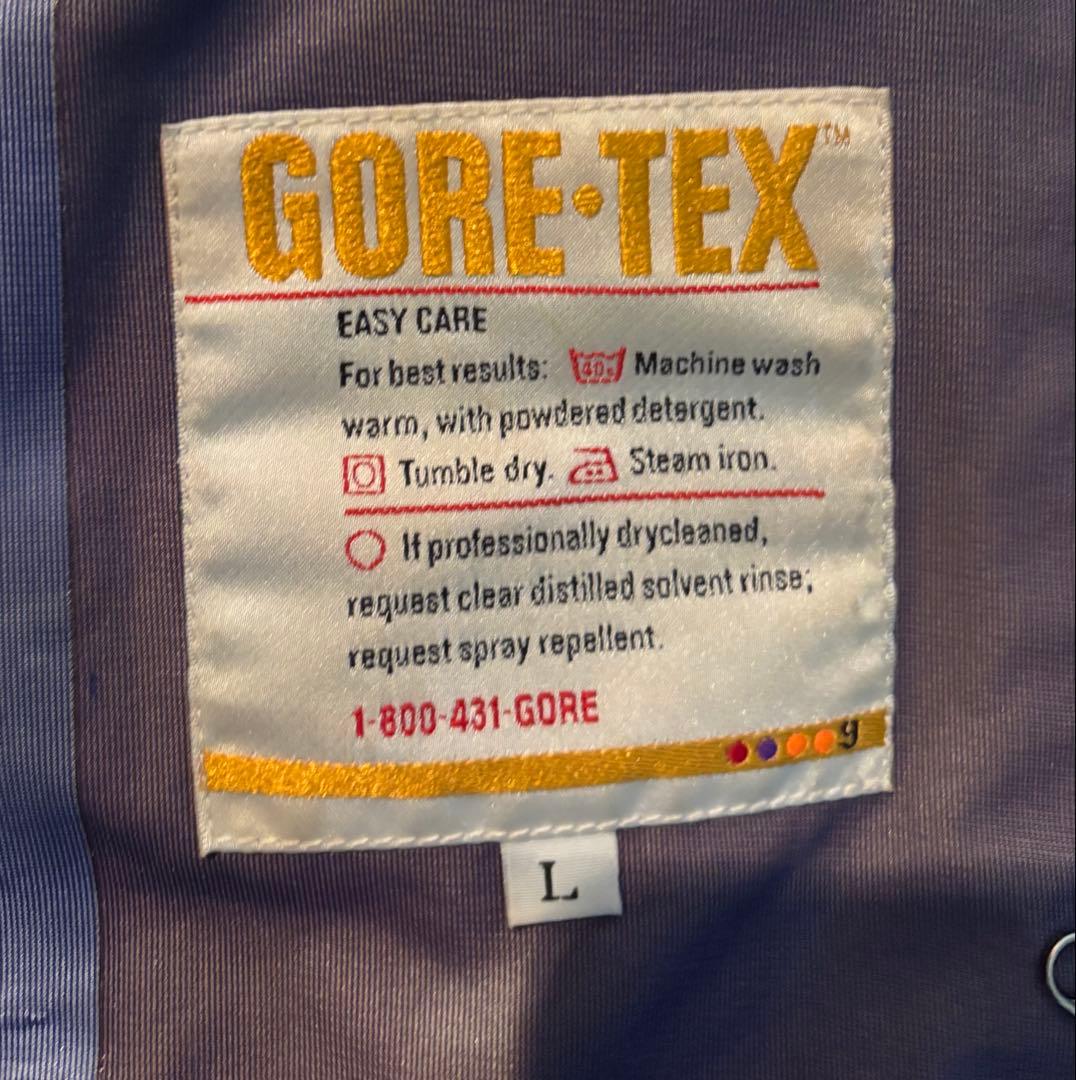 GORE·TEX™
EASY CARE
For best results: 40° Machine wash
warm, with powdered detergent.
Tumble dry. Steam iron.
If professionally drycleaned,
request clear distilled solvent rinse;
request spray repellent.
1-800-431-GORE
g
L